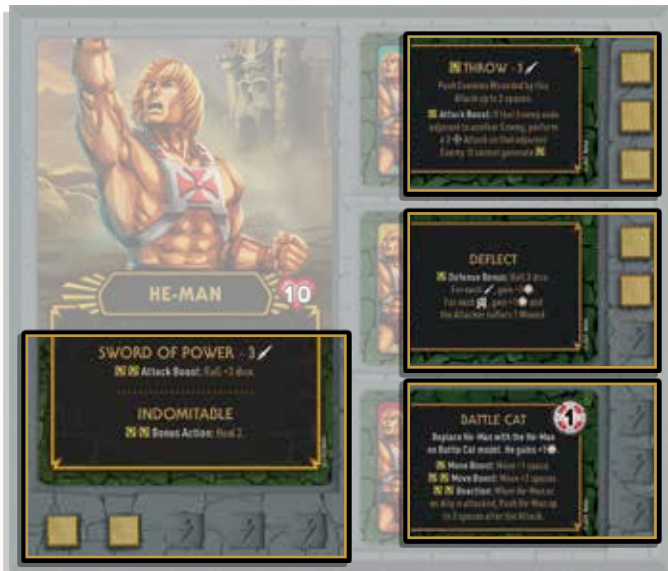 HE-MAN
10
SWORD OF POWER - 3
Attack Boost: Roll +3 dice.
INDOMITABLE
Bonus Action: Heal 2.
THROW - 3
Push Enemies Wounded by this
Attack up to 2 spaces.
Attack Boost: If that Enemy ends
adjacent to another Enemy, perform
a 2 Attack on that adjacent
Enemy. It cannot generate
DEFLECT
Defense Bonus: Roll 3 dice.
For each , gain +1
For each , gain +1 and
the Attacker suffers 1 Wound.
BATTLE CAT
1
Replace He-Man with the He-Man
on Battle Cat model. He gains +1
Move Boost: Move +1 space.
Move Boost: Move +2 spaces.
Reaction: When He-Man or
an Ally is attacked, Push He-Man up
to 3 spaces after the Attack.